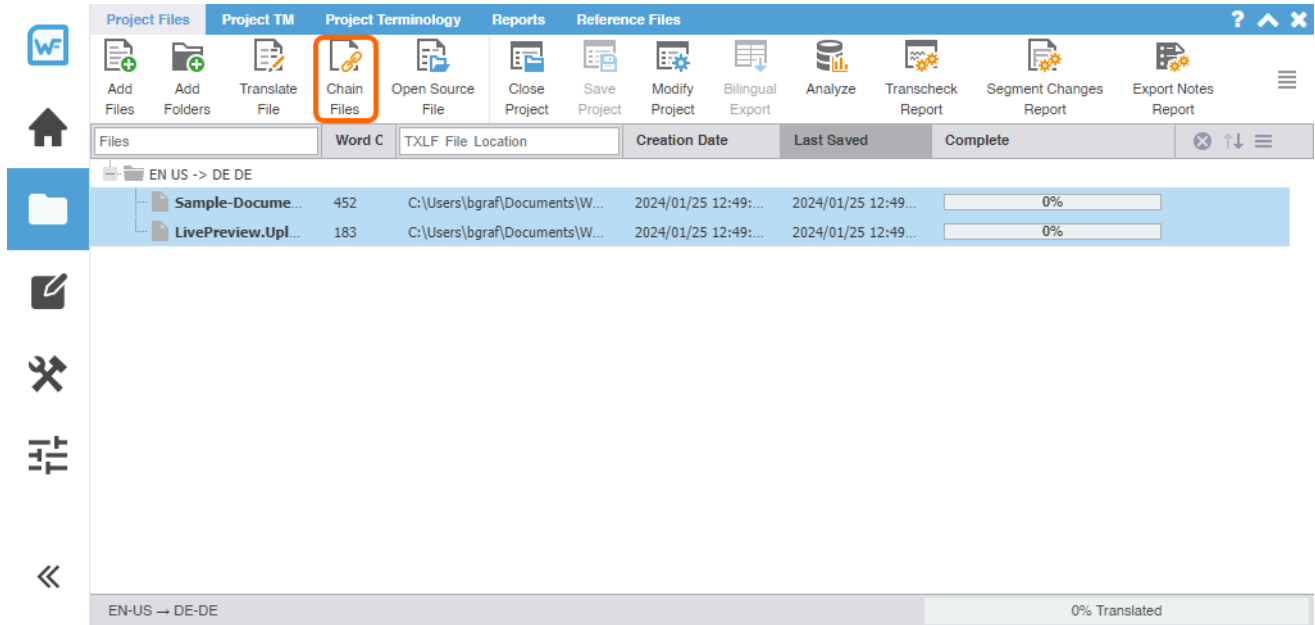 Project Files Project TM Project Terminology Reports Reference Files ?
WF
Add Files Add Folders Translate File Chain Files Open Source File Close Project Save Project Modify Project Bilingual Export Analyze Transcheck Report Segment Changes Report Export Notes Report
Files Word C TXLF File Location Creation Date Last Saved Complete
EN US -> DE DE
Sample-Docume... 452 C:\Users\bgraf\Documents\W... 2024/01/25 12:49:... 2024/01/25 12:49... 0%
LivePreview.Upl... 183 C:\Users\bgraf\Documents\W... 2024/01/25 12:49:... 2024/01/25 12:49... 0%
EN-US → DE-DE 0% Translated